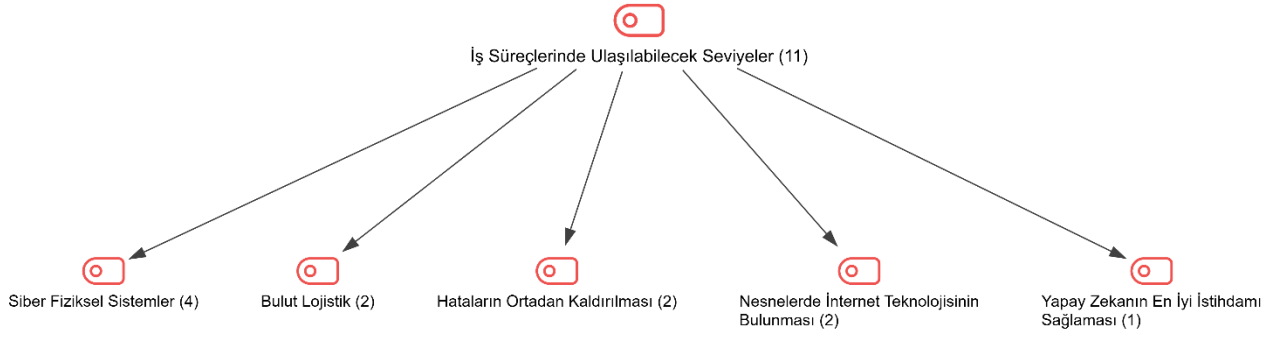 İş Süreçlerinde Ulaşılabilecek Seviyeler (11)
Siber Fiziksel Sistemler (4)
Bulut Lojistik (2)
Hataların Ortadan Kaldırılması (2)
Nesnelerde İnternet Teknolojisinin
Bulunması (2)
Yapay Zekanın En İyi İstihdamı
Sağlaması (1)